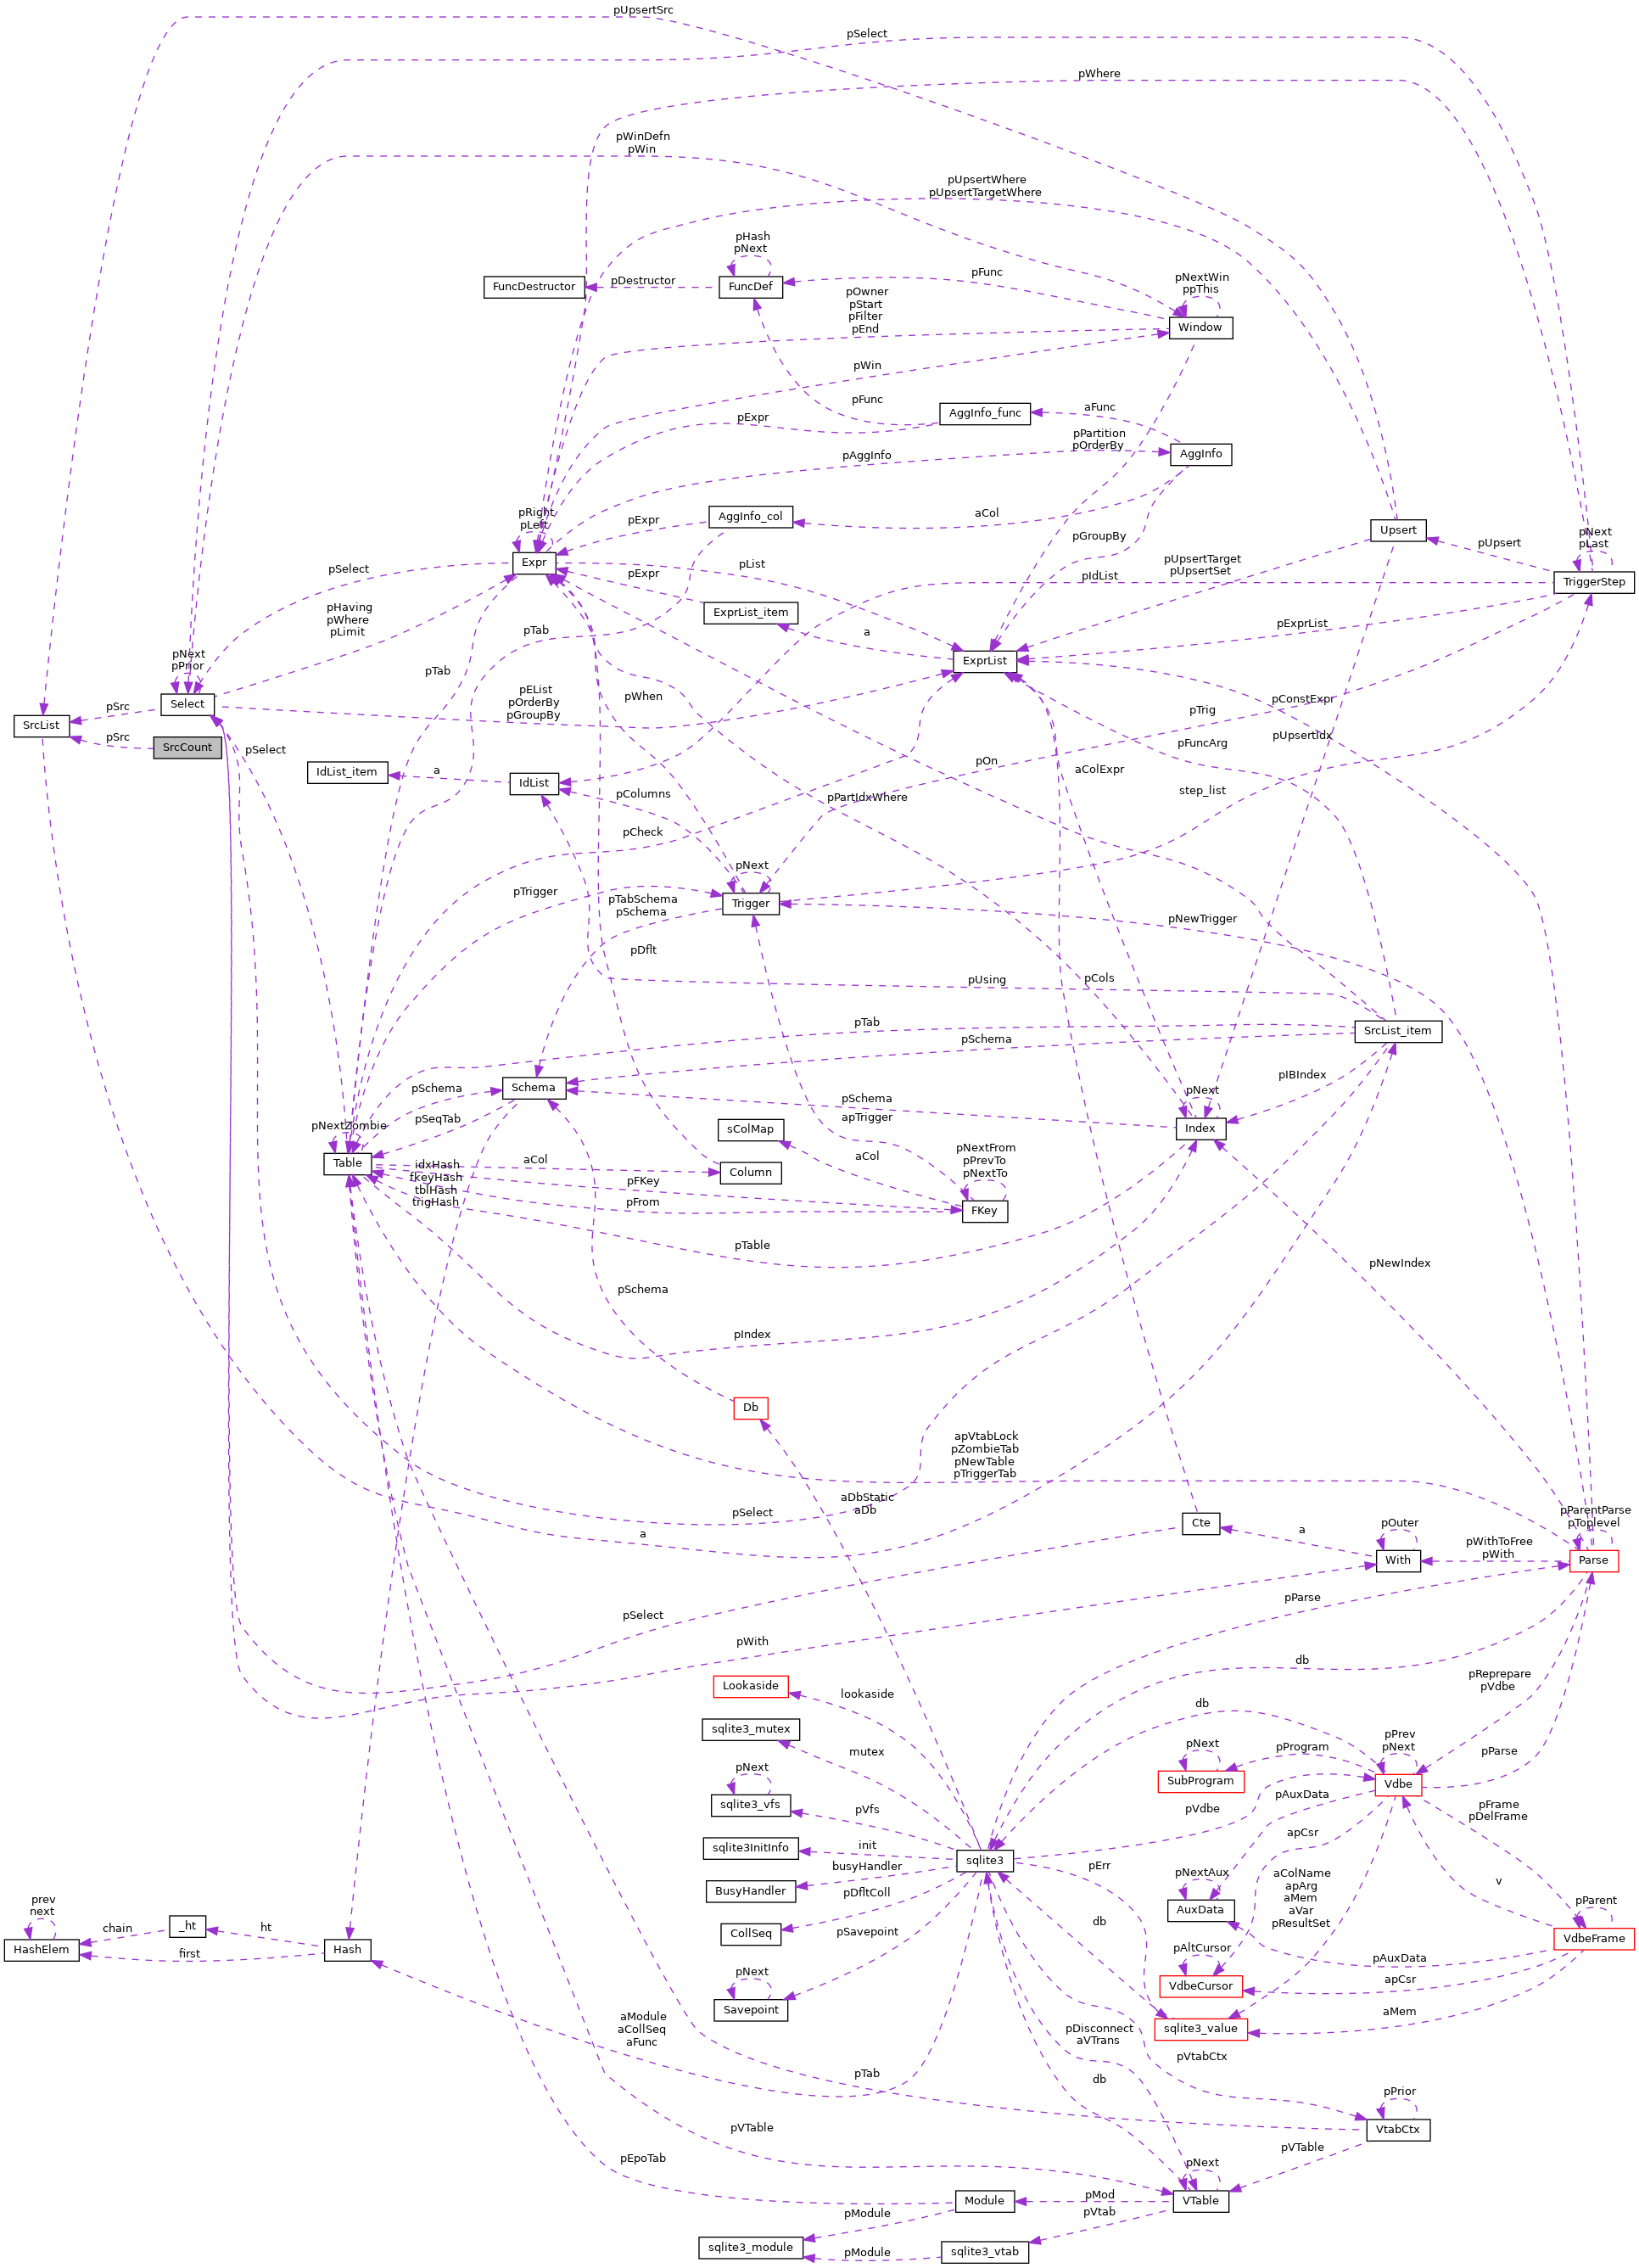 pUpsertSrc
pSelect
pWhere
pWinDefn
pWin
pUpsertWhere
pUpsertTargetWhere
pHash
pNext
pFunc
pNextWin
ppThis
FuncDestructor
pDestructor
FuncDef
pOwner
pStart
pFilter
pEnd
Window
pWin
pFunc
AggInfo_func
aFunc
pExpr
pPartition
pOrderBy
pAggInfo
AggInfo
pRight
pLeft
pExpr
AggInfo_col
aCol
Upsert
pGroupBy
pUpsert
pNext
pLast
Expr
pSelect
pList
pExpr
pUpsertTarget
pUpsertSet
pIdList
TriggerStep
pHaving
pWhere
pLimit
ExprList_item
pExprList
pTab
a
pNext
pPrior
ExprList
pTab
pWhen
pEList
pOrderBy
pGroupBy
Select
pSrc
SrcList
pSrc
SrcCount
pSelect
pConstExpr
pTrig
pUpsertIdx
pFuncArg
pOn
aColExpr
IdList_item
a
IdList
pColumns
pPartIdxWhere
step_list
pCheck
pNext
pTrigger
Trigger
pTabSchema
pSchema
pNewTrigger
pDflt
pUsing
pCols
pTab
SrcList_item
pSchema
pIBIndex
pSchema
Schema
pSchema
pNext
pSeqTab
apTrigger
pNextZombie
sColMap
Index
Table
aCol
aCol
pNextFrom
pPrevTo
pNextTo
idxHash
fkeyHash
tblHash
trigHash
Column
pFKey
pFrom
FKey
pTable
pNewIndex
pSchema
pIndex
Db
apVtabLock
pZombieTab
pNewTable
pTriggerTab
aDbStatic
aDb
pSelect
a
Cte
pOuter
a
With
pWithToFree
pWith
pParentParse
pToplevel
Parse
pParse
pSelect
pWith
db
Lookaside
lookaside
pReprepare
pVdbe
db
sqlite3_mutex
mutex
pPrev
pNext
pNext
pProgram
pParse
SubProgram
Vdbe
pNext
sqlite3_vfs
pVfs
pVdbe
pAuxData
pFrame
pDelFrame
sqlite3InitInfo
init
apCsr
sqlite3
busyHandler
pErr
BusyHandler
pDfltColl
pNextAux
aColName
apArg
aMem
aVar
pResultSet
v
pParent
AuxData
prev
next
chain
_ht
ht
CollSeq
pSavepoint
db
VdbeFrame
HashElem
first
Hash
pAltCursor
pAuxData
pNext
VdbeCursor
apCsr
Savepoint
aMem
aModule
aCollSeq
aFunc
pDisconnect
aVTrans
sqlite3_value
pVtabCtx
pTab
db
pPrior
VtabCtx
pVTable
pVTable
pEpoTab
pNext
Module
pMod
VTable
pModule
pVtab
sqlite3_module
pModule
sqlite3_vtab